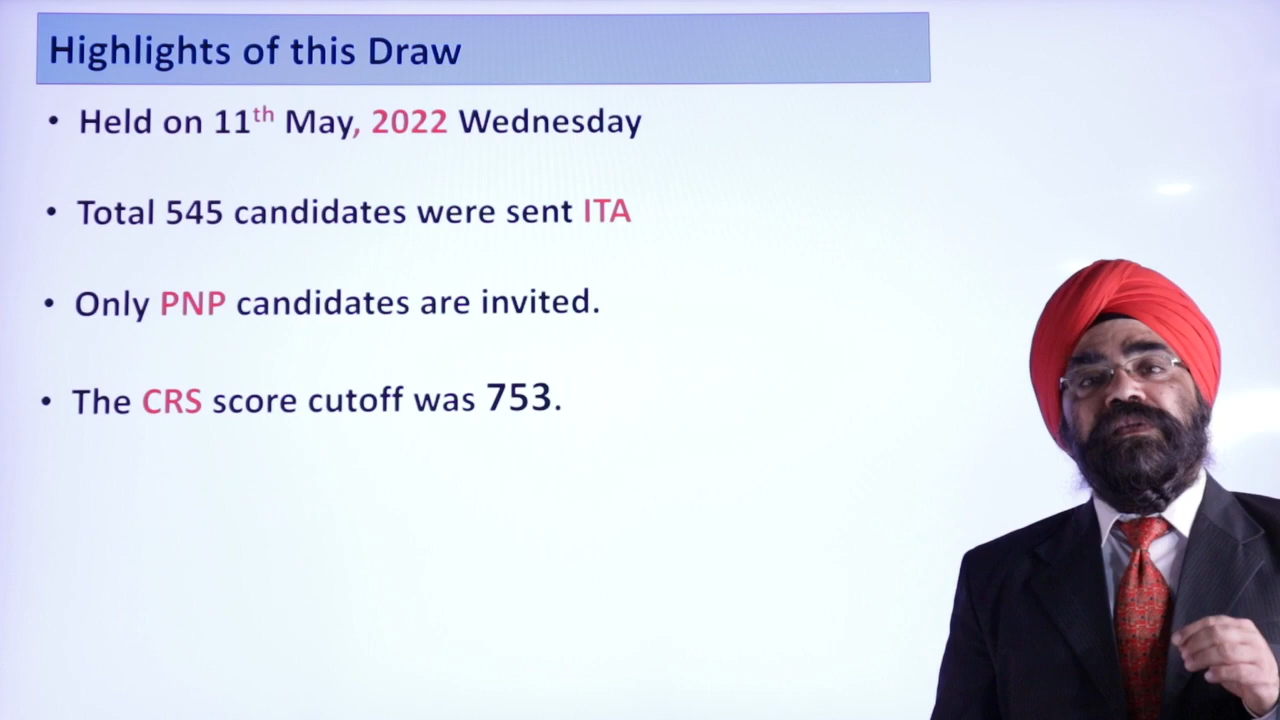 Highlights of this Draw
• Held on 11th May, 2022 Wednesday
• Total 545 candidates were sent ITA
• Only PNP candidates are invited.
• The CRS score cutoff was 753.